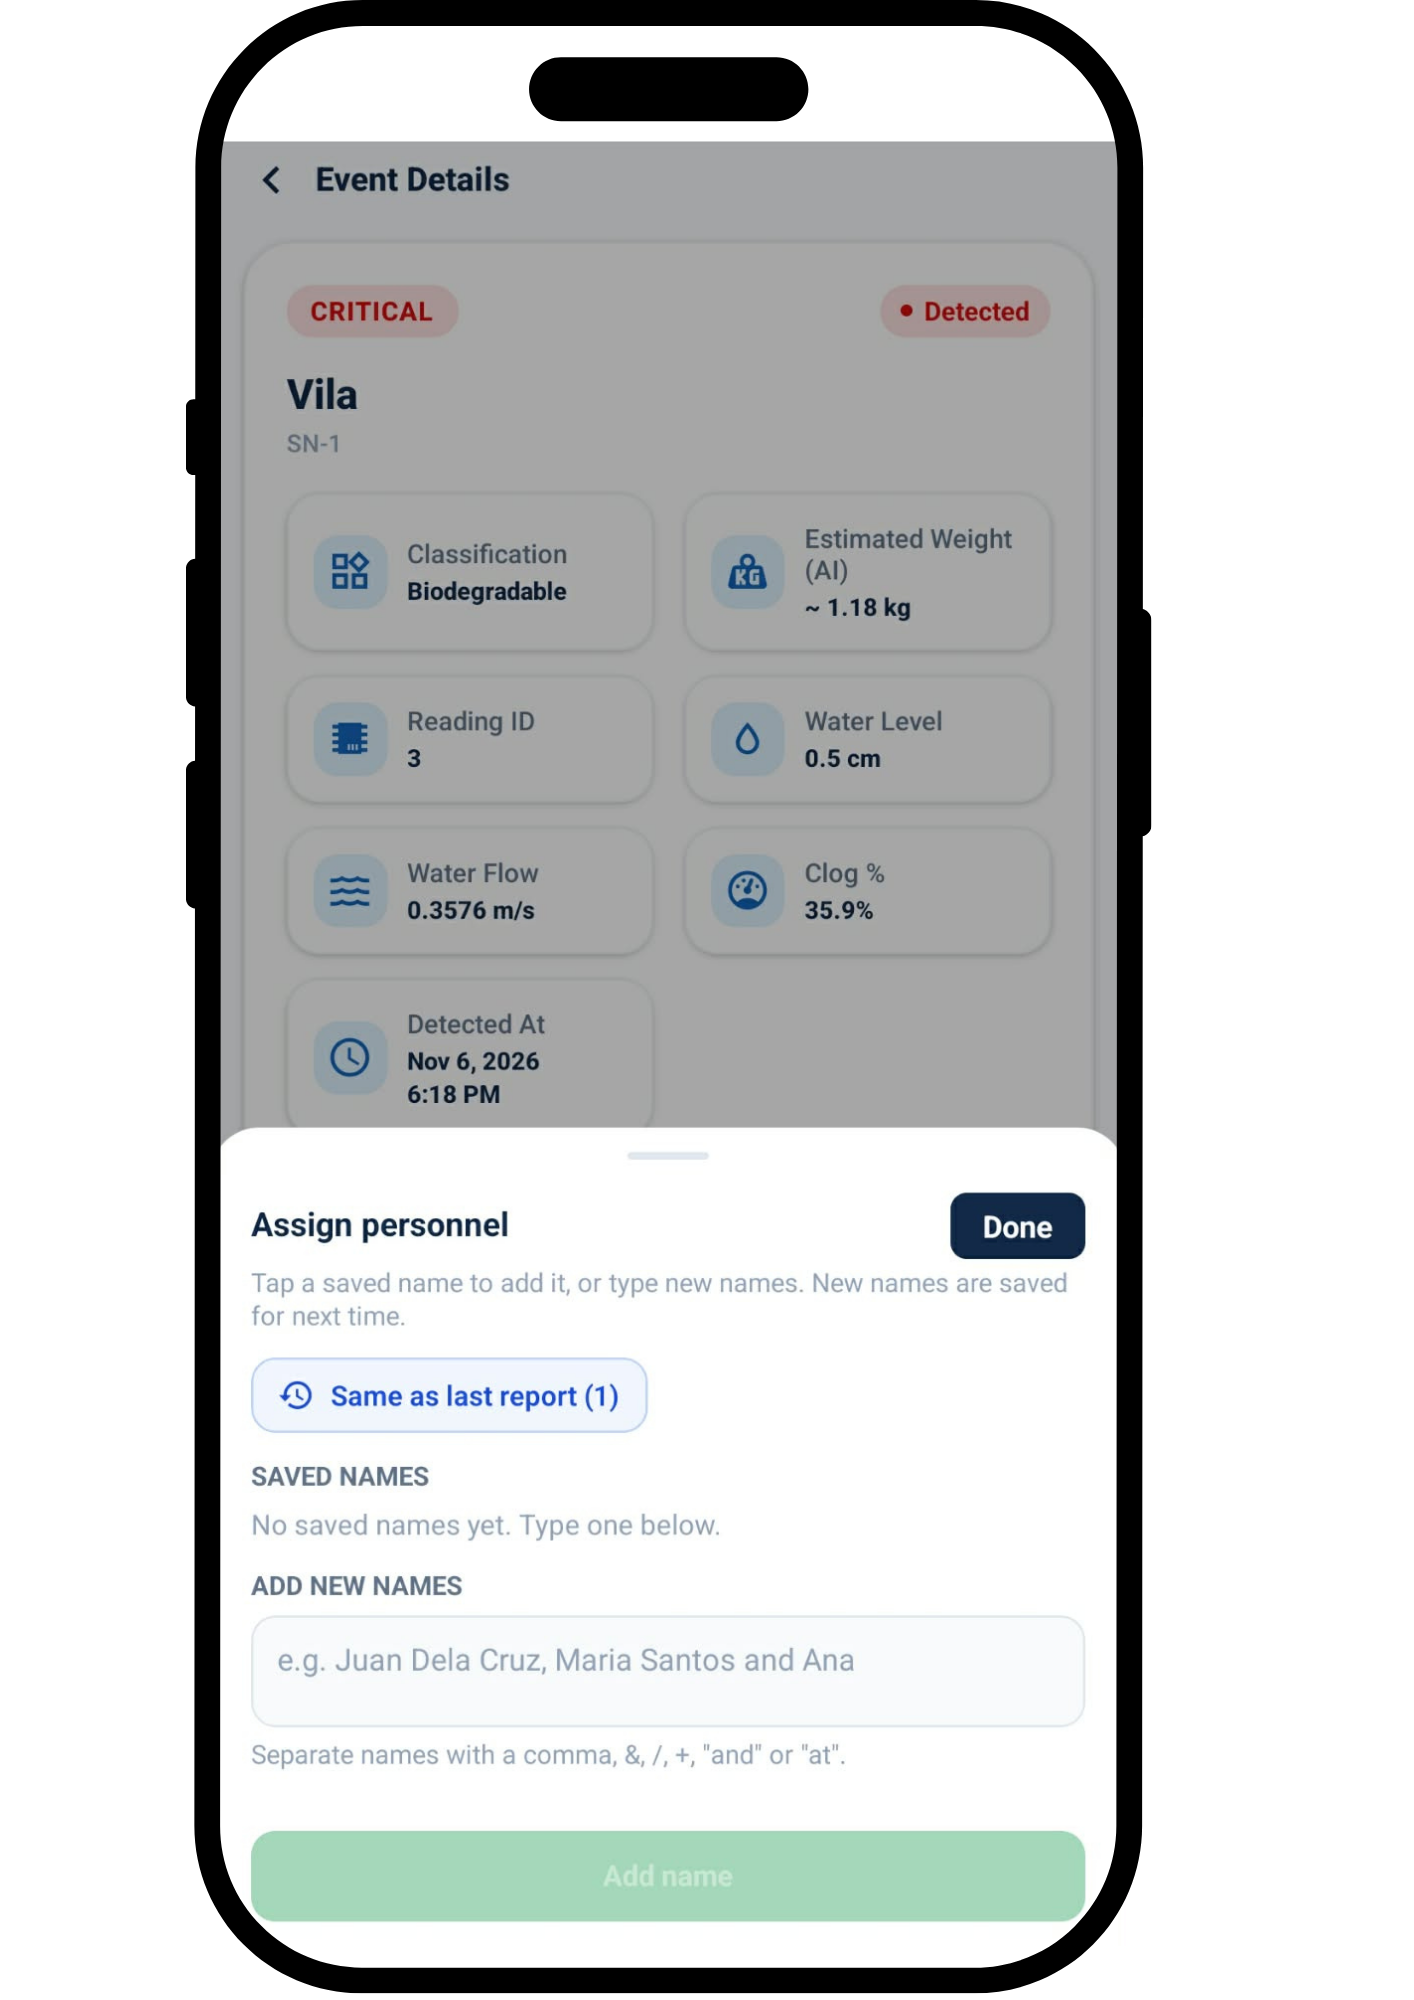 Event Details
CRITICAL
Detected
Vila
SN-1
Classification
Biodegradable
Estimated Weight
(AI)
~ 1.18 kg
KG
Reading ID
3
Water Level
0.5 cm
Water Flow
0.3576 m/s
Clog %
35.9%
Detected At
Nov 6, 2026
6:18 PM
Assign personnel
Done
Tap a saved name to add it, or type new names. New names are saved
for next time.
Same as last report (1)
SAVED NAMES
No saved names yet. Type one below.
ADD NEW NAMES
e.g. Juan Dela Cruz, Maria Santos and Ana
Separate names with a comma, &, /, +, "and" or "at".
Add name